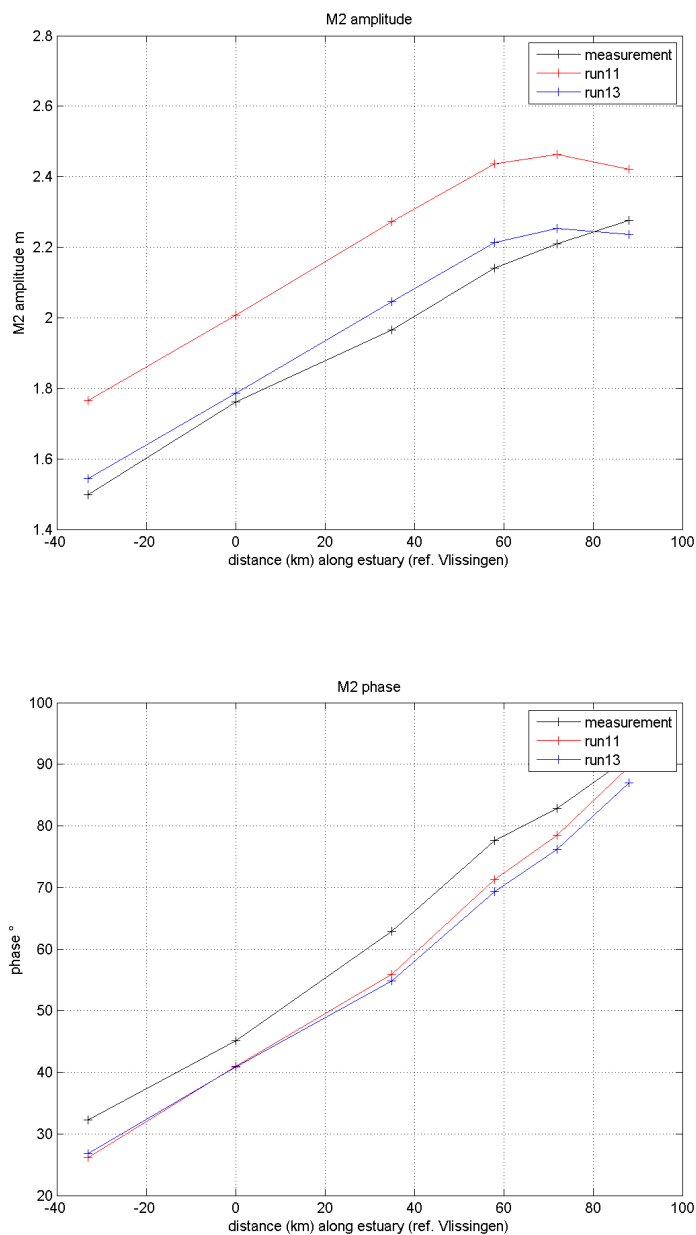 M2 amplitude
2.8
2.6
2.4
2.2
2
1.8
1.6
1.4
M2 amplitude m
measurement
run11
run13
-40 -20 0 20 40 60 80 100
distance (km) along estuary (ref. Vlissingen)
M2 phase
100
90
80
70
60
50
40
30
20
phase °
measurement
run11
run13
-40 -20 0 20 40 60 80 100
distance (km) along estuary (ref. Vlissingen)